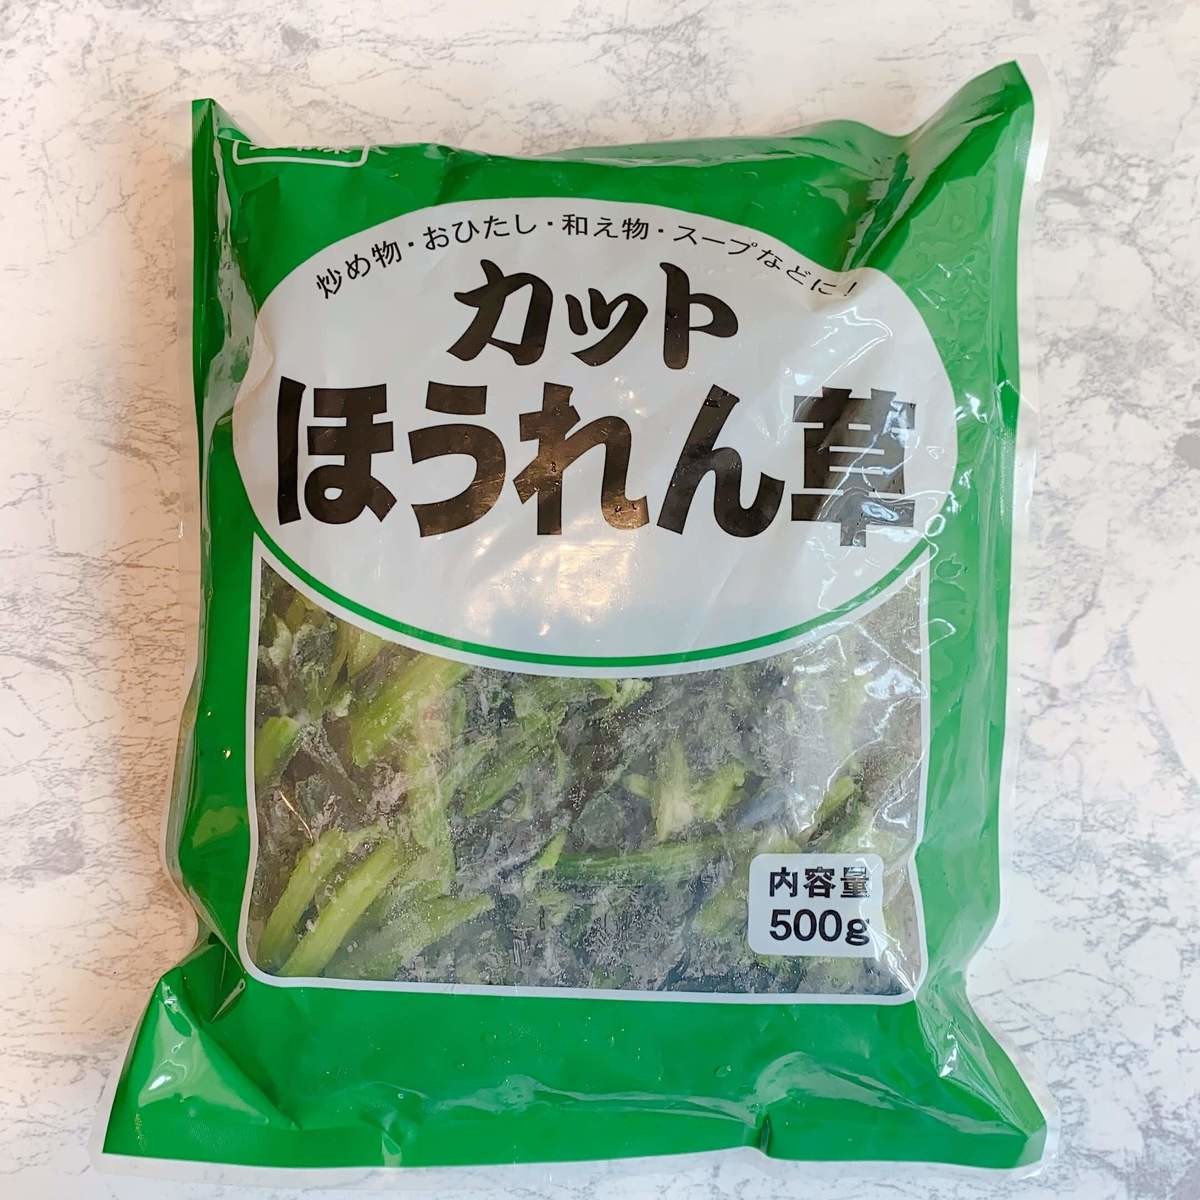 炒め物・おひたし・和え物・スープなどに！
カット
ほうれん草
内容量
500g